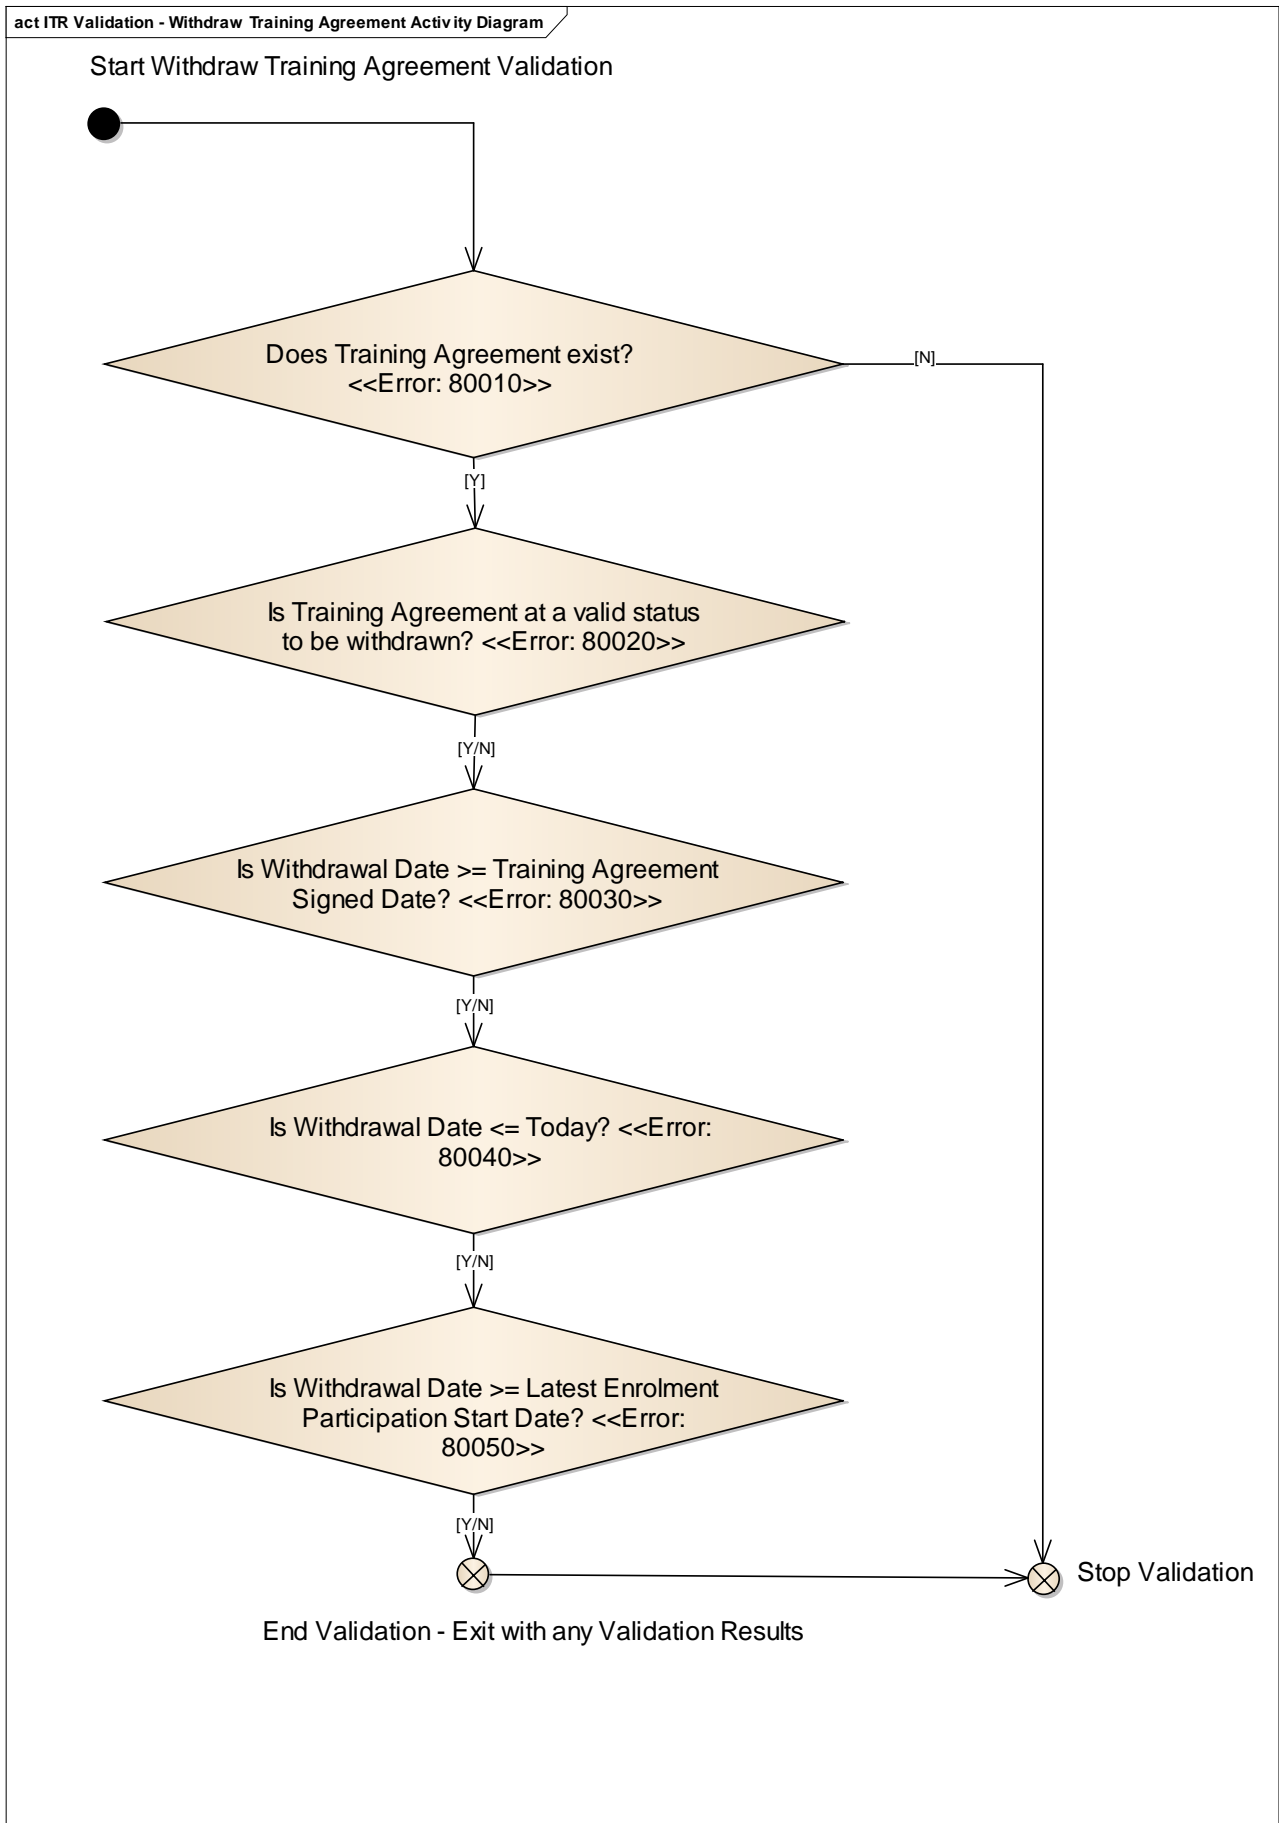 act ITR Validation - Withdraw Training Agreement Activity Diagram
Start Withdraw Training Agreement Validation
Does Training Agreement exist?
<<Error: 80010>>
[N]
[Y]
Is Training Agreement at a valid status
to be withdrawn? <<Error: 80020>>
[Y/N]
Is Withdrawal Date >= Training Agreement
Signed Date? <<Error: 80030>>
[Y/N]
Is Withdrawal Date <= Today? <<Error:
80040>>
[Y/N]
Is Withdrawal Date >= Latest Enrolment
Participation Start Date? <<Error:
80050>>
[Y/N]
Stop Validation
End Validation - Exit with any Validation Results